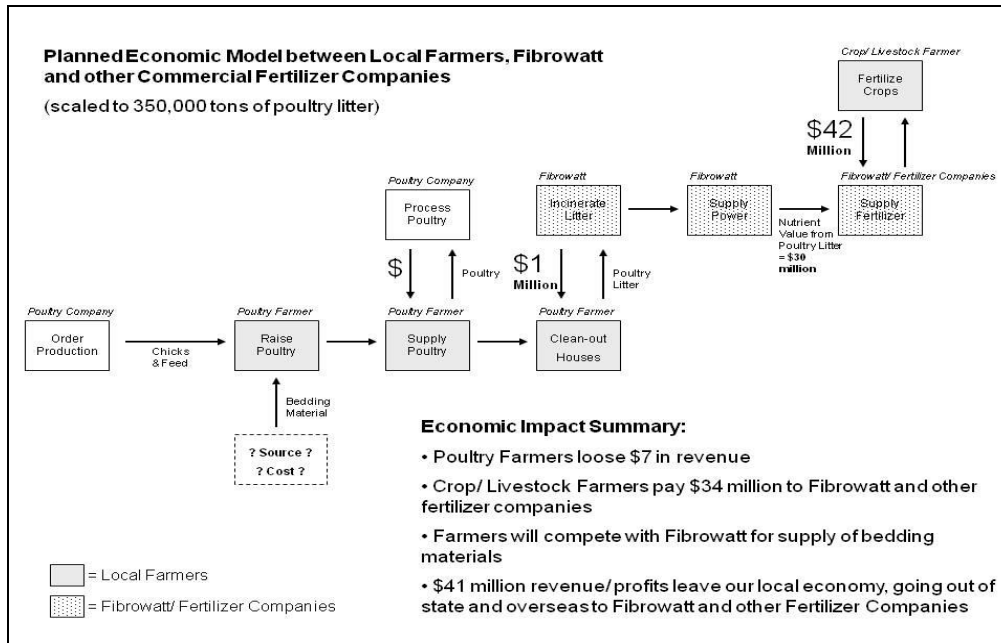 Planned Economic Model between Local Farmers, Fibrowatt
and other Commercial Fertilizer Companies
(scaled to 350,000 tons of poultry litter)
Crop/ Livestock Farmer
Fertilize
Crops
$42
Million
Poultry Company
Process
Poultry
Fibrowatt
Incinerate
Litter
Fibrowatt
Supply
Power
Fibrowatt/ Fertilizer Companies
Supply
Fertilizer
Nutrient
Value from
Poultry Litter
= $30
million
$
Poultry
$1
Million
Poultry
Litter
Poultry Company
Order
Production
Chicks
& Feed
Poultry Farmer
Raise
Poultry
Poultry Farmer
Supply
Poultry
Poultry Farmer
Clean-out
Houses
Bedding
Material
? Source ?
? Cost ?
Economic Impact Summary:
• Poultry Farmers loose $7 in revenue
• Crop/ Livestock Farmers pay $34 million to Fibrowatt and other
fertilizer companies
• Farmers will compete with Fibrowatt for supply of bedding
materials
• $41 million revenue/ profits leave our local economy, going out of
state and overseas to Fibrowatt and other Fertilizer Companies
= Local Farmers
= Fibrowatt/ Fertilizer Companies